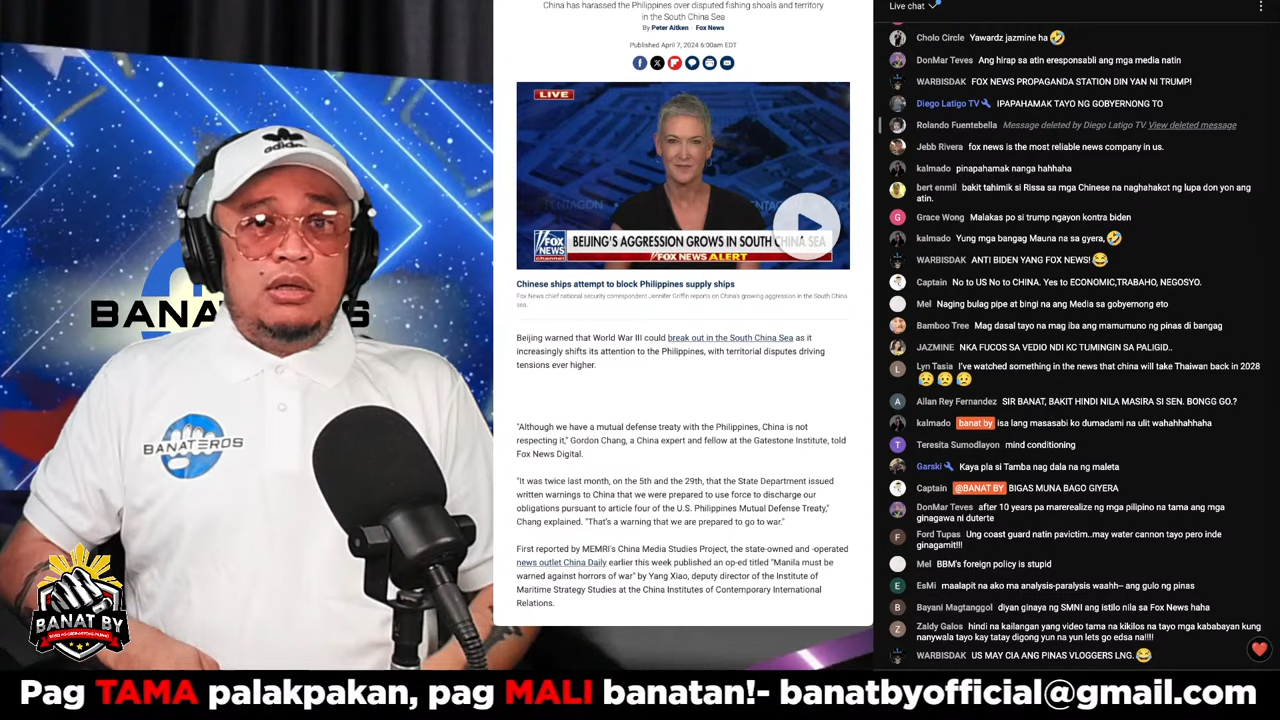 China has harassed the Philippines over disputed fishing shoals and territory
in the South China Sea
By Peter Aitken Fox News
Published April 7, 2024 6:00am EDT
LIVE
BEIJING'S AGGRESSION GROWS IN SOUTH CHINA SEA
FOX NEWS channel
FOX NEWS ALERT
Chinese ships attempt to block Philippines supply ships
Fox News chief national security correspondent Jennifer Griffin reports on China's growing aggression in the South China
sea.
Beijing warned that World War III could break out in the South China Sea as it
increasingly shifts its attention to the Philippines, with territorial disputes driving
tensions ever higher.
"Although we have a mutual defense treaty with the Philippines, China is not
respecting it," Gordon Chang, a China expert and fellow at the Gatestone Institute, told
Fox News Digital.
"It was twice last month, on the 5th and the 29th, that the State Department issued
written warnings to China that we were prepared to use force to discharge our
obligations pursuant to article four of the U.S. Philippines Mutual Defense Treaty,"
Chang explained. "That's a warning that we are prepared to go to war."
First reported by MEMRI's China Media Studies Project, the state-owned and -operated
news outlet China Daily earlier this week published an op-ed titled "Manila must be
warned against horrors of war" by Yang Xiao, deputy director of the Institute of
Maritime Strategy Studies at the China Institutes of Contemporary International
Relations.
adidas
BANATEROS
BANAT BY
Live chat
Cholo Circle Yawardz jazmine ha 🤣
DonMar Teves Ang hirap sa atin eresponsabli ang mga media natin
WARBISDAK FOX NEWS PROPAGANDA STATION DIN YAN NI TRUMP!
Diego Latigo TV IPAPAHAMAK TAYO NG GOBYERNONG TO
Rolando Fuentebella Message deleted by Diego Latigo TV. View deleted message
Jebb Rivera fox news is the most reliable news company in us.
kalmado pinapahamak nanga hahhaha
bert enmil bakit tahimik si Rissa sa mga Chinese na naghahakot ng lupa don yon ang
atin.
Grace Wong Malakas po si trump ngayon kontra biden
kalmado Yung mga bangag Mauna na sa gyera, 🤣
WARBISDAK ANTI BIDEN YANG FOX NEWS! 😂
Captain No to US No to CHINA. Yes to ECONOMIC,TRABAHO, NEGOSYO.
Mel Naging bulag pipe at bingi na ang Media sa gobyernong eto
Bamboo Tree Mag dasal tayo na mag iba ang mamumuno ng pinas di bangag
JAZMINE NKA FUCOS SA VEDIO NDI KC TUMINGIN SA PALIGID..
Lyn Tasia I've watched something in the news that china will take Thaiwan back in 2028
😥 😥 😥
Allan Rey Fernandez SIR BANAT, BAKIT HINDI NILA MASIRA SI SEN. BONGG GO.?
kalmado banat by isa lang masasabi ko dumadami na ulit wahahhahhaha
Teresita Sumodlayon mind conditioning
Garski Kaya pla si Tamba nag dala na ng maleta
Captain @BANAT BY BIGAS MUNA BAGO GIYERA
DonMar Teves after 10 years pa marerealize ng mga pilipino na tama ang mga
ginagawa ni duterte
Ford Tupas Ung coast guard natin pavictim..may water cannon tayo pero inde
ginagamit!!!
Mel BBM's foreign policy is stupid
EsMi maalapit na ako ma analysis-paralysis waahh-- ang gulo ng pinas
Bayani Magtanggol diyan ginaya ng SMNI ang istilo nila sa Fox News haha
Zaldy Galos hindi na kailangan yang video tama na kikilos na tayo mga kababayan kung
nanywala tayo kay tatay digong yun na yun lets go edsa na!!!!
WARBISDAK US MAY CIA ANG PINAS VLOGGERS LNG. 😂
Pag TAMA palakpakan, pag MALI banatan!- banatbyofficial@gmail.com